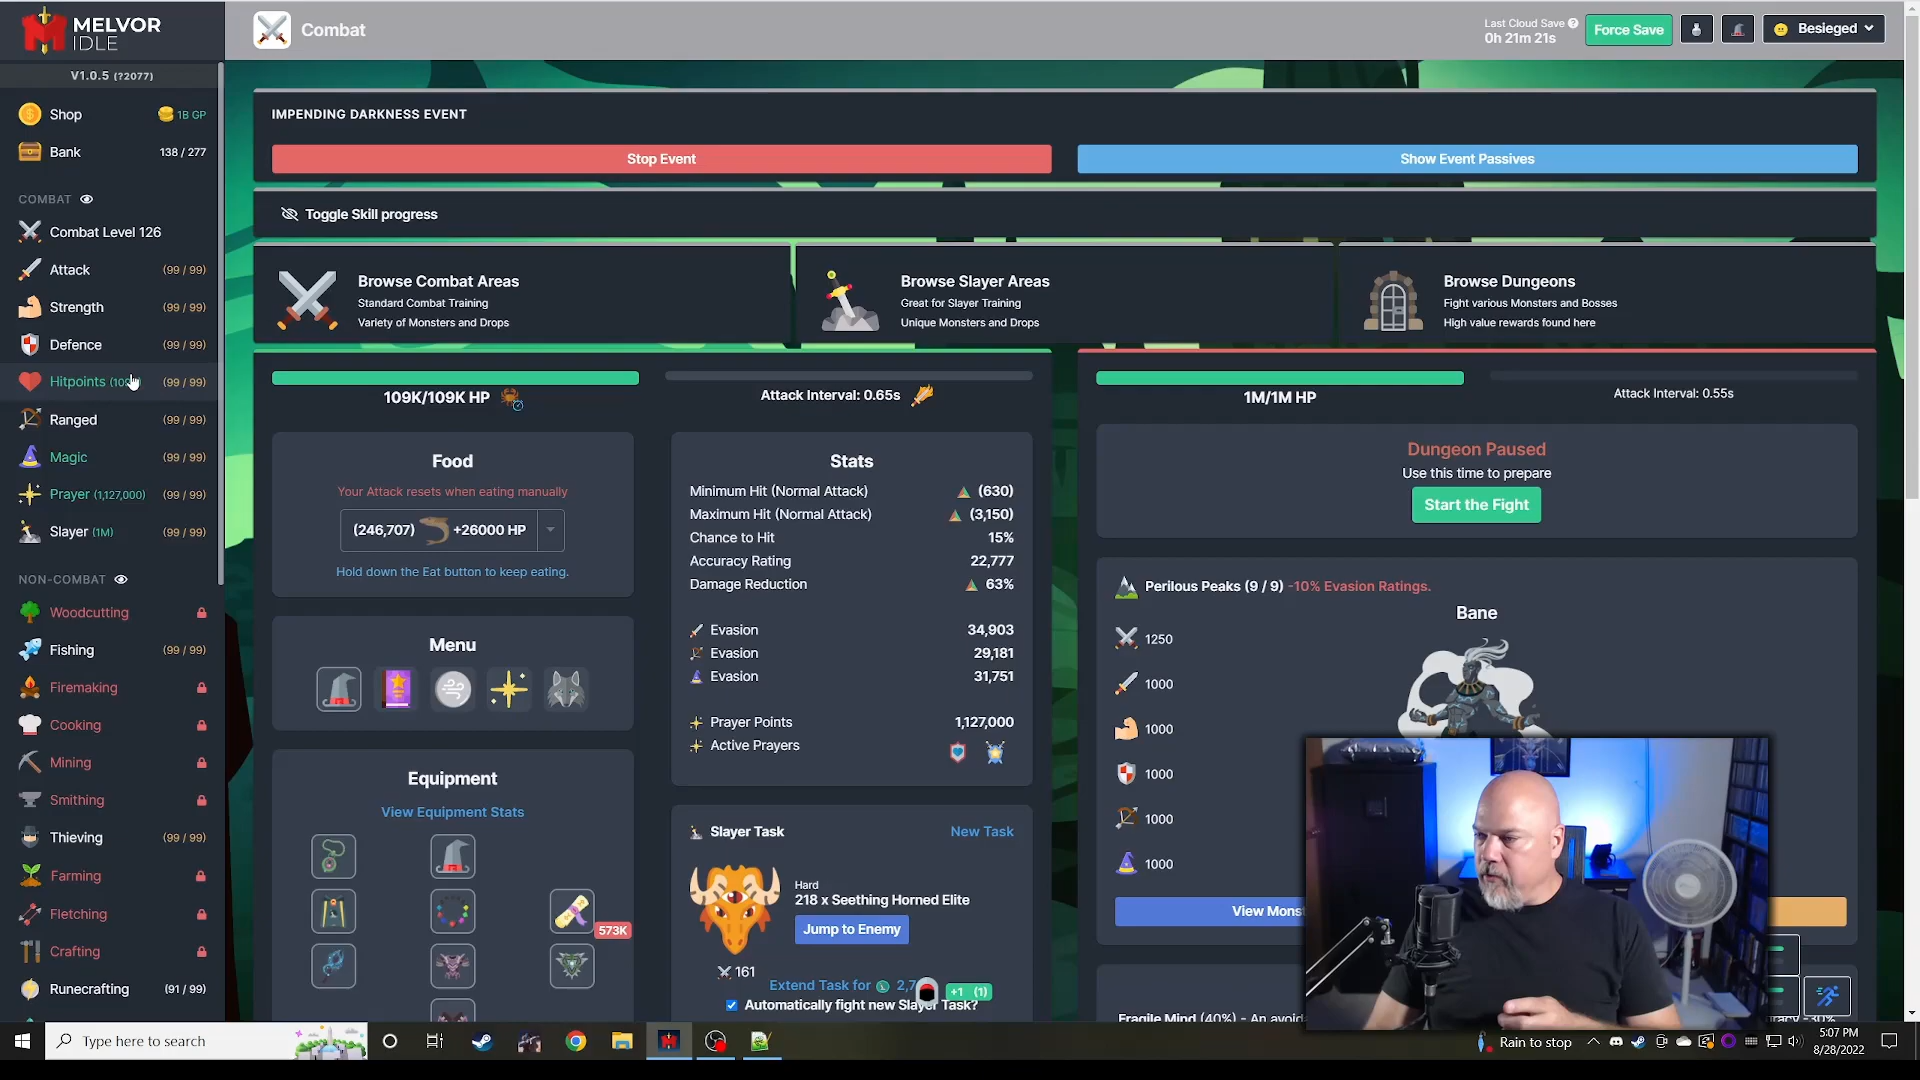 MELVOR
IDLE
V1.0.5 (?2077)
Shop 1B GP
Bank 138 / 277
COMBAT
Combat Level 126
Attack (99 / 99)
Strength (99 / 99)
Defence (99 / 99)
Hitpoints (99 / 99)
Ranged (99 / 99)
Magic (99 / 99)
Prayer (1,127,000) (99 / 99)
Slayer (1M) (99 / 99)
NON-COMBAT
Woodcutting
Fishing (99 / 99)
Firemaking
Cooking
Mining
Smithing
Thieving (99 / 99)
Farming
Fletching
Crafting
Runecrafting (91 / 99)
Combat
Last Cloud Save
0h 21m 21s
Force Save
Besieged
IMPENDING DARKNESS EVENT
Stop Event
Show Event Passives
Toggle Skill progress
Browse Combat Areas
Standard Combat Training
Variety of Monsters and Drops
Browse Slayer Areas
Great for Slayer Training
Unique Monsters and Drops
Browse Dungeons
Fight various Monsters and Bosses
High value rewards found here
109K/109K HP
Attack Interval: 0.65s
Food
Your Attack resets when eating manually
(246,707) +26000 HP
Hold down the Eat button to keep eating.
Menu
Equipment
View Equipment Stats
573K
Stats
Minimum Hit (Normal Attack) (630)
Maximum Hit (Normal Attack) (3,150)
Chance to Hit 15%
Accuracy Rating 22,777
Damage Reduction 63%
Evasion 34,903
Evasion 29,181
Evasion 31,751
Prayer Points 1,127,000
Active Prayers
Slayer Task New Task
Hard
218 x Seething Horned Elite
Jump to Enemy
161
Extend Task for 2,7
+1 (1)
Automatically fight new Slayer Task?
1M/1M HP
Attack Interval: 0.55s
Dungeon Paused
Use this time to prepare
Start the Fight
Perilous Peaks (9 / 9) -10% Evasion Ratings.
Bane
1250
1000
1000
1000
1000
1000
View Monst
Fragile Mind (40%) - An avoida
Type here to search
Rain to stop
5:07 PM
8/28/2022